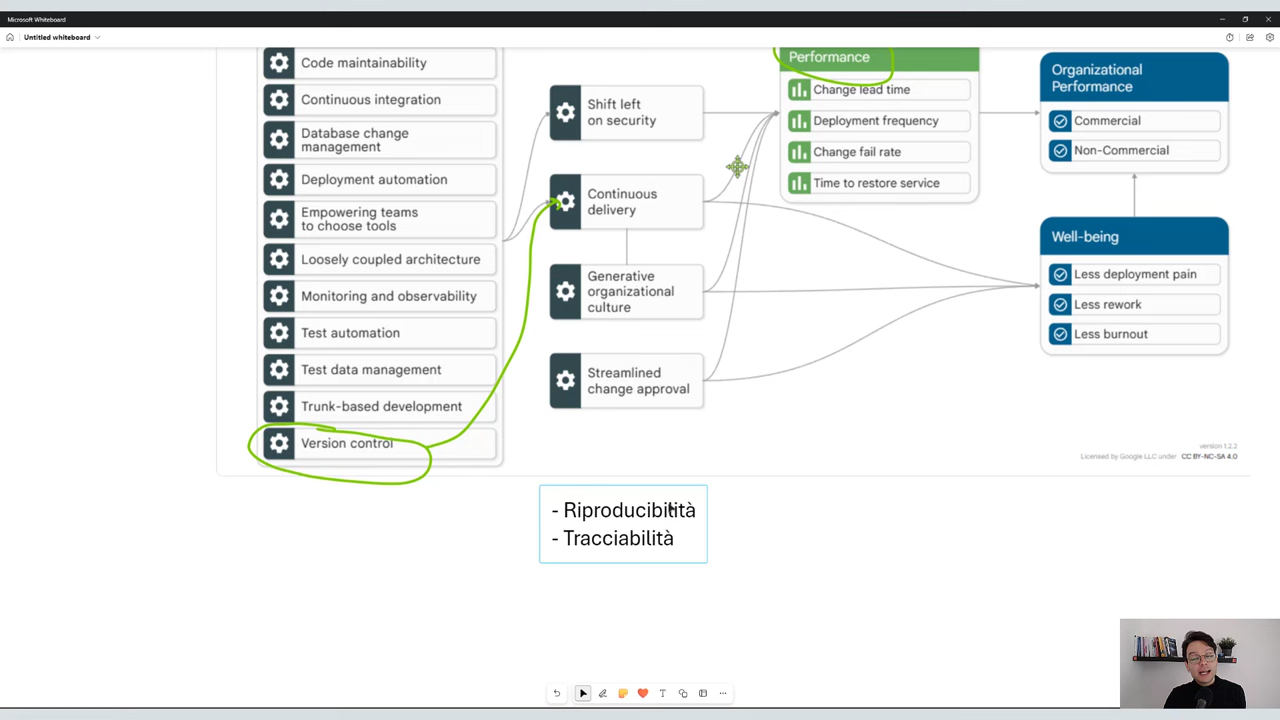 Microsoft Whiteboard
Untitled whiteboard
Code maintainability
Continuous integration
Database change
management
Deployment automation
Empowering teams
to choose tools
Loosely coupled architecture
Monitoring and observability
Test automation
Test data management
Trunk-based development
Version control
Shift left
on security
Continuous
delivery
Generative
organizational
culture
Streamlined
change approval
Performance
Change lead time
Deployment frequency
Change fail rate
Time to restore service
Organizational
Performance
Commercial
Non-Commercial
Well-being
Less deployment pain
Less rework
Less burnout
version 1.2.2
Licensed by Google LLC under CC BY-NC-SA 4.0
- Riproducibilità
- Tracciabilità